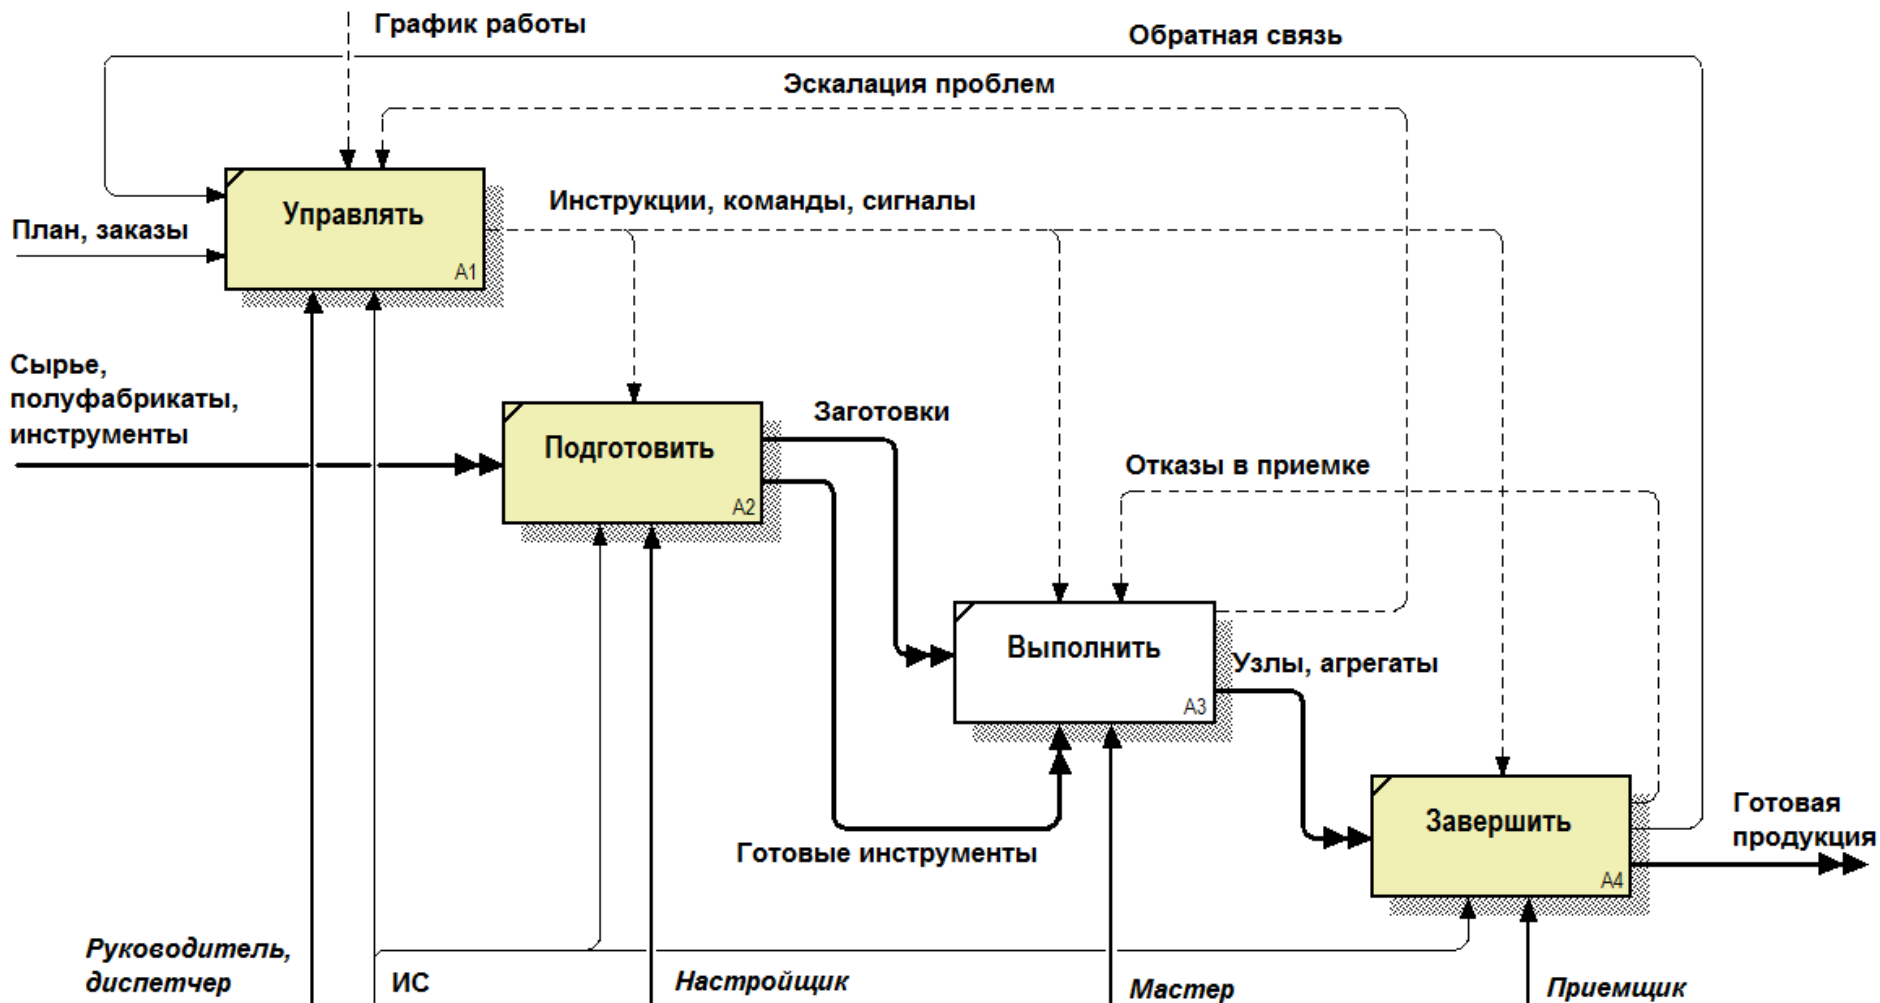 График работы
Обратная связь
Эскалация проблем
Управлять
A1
План, заказы
Инструкции, команды, сигналы
Сырье,
полуфабрикаты,
инструменты
Подготовить
A2
Заготовки
Отказы в приемке
Выполнить
A3
Узлы, агрегаты
Готовые инструменты
Завершить
A4
Готовая
продукция
Руководитель,
диспетчер
ИС
Настройщик
Мастер
Приемщик